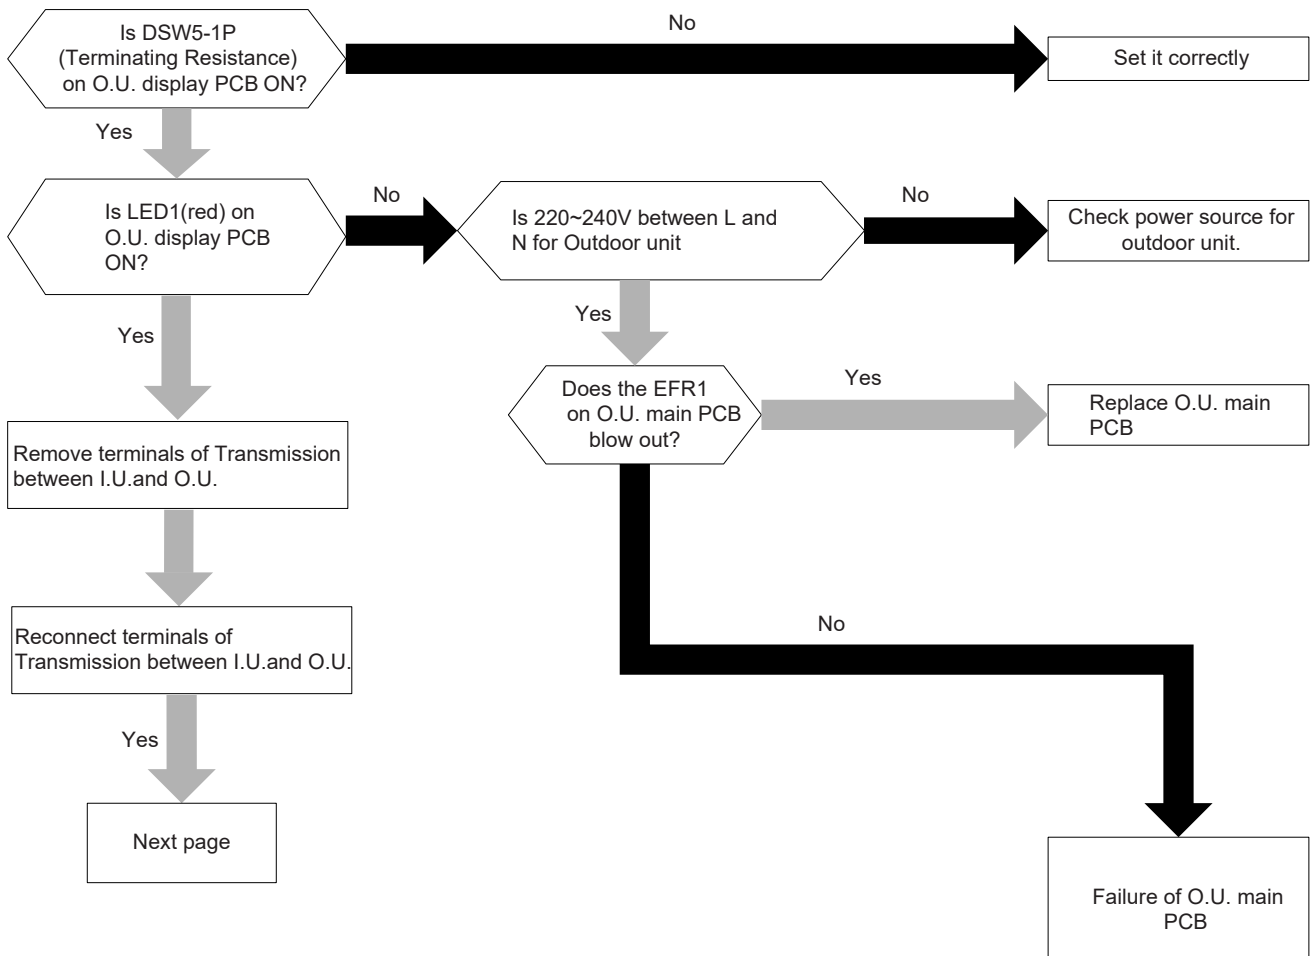 Is DSW5-1P
(Terminating Resistance)
on O.U. display PCB ON?
No
Set it correctly
Yes
Is LED1(red) on
O.U. display PCB
ON?
No
Is 220~240V between L and
N for Outdoor unit
No
Check power source for
outdoor unit.
Yes
Yes
Does the EFR1
on O.U. main PCB
blow out?
Yes
Replace O.U. main
PCB
Remove terminals of Transmission
between I.U.and O.U.
Reconnect terminals of
Transmission between I.U.and O.U.
No
Yes
Next page
Failure of O.U. main
PCB